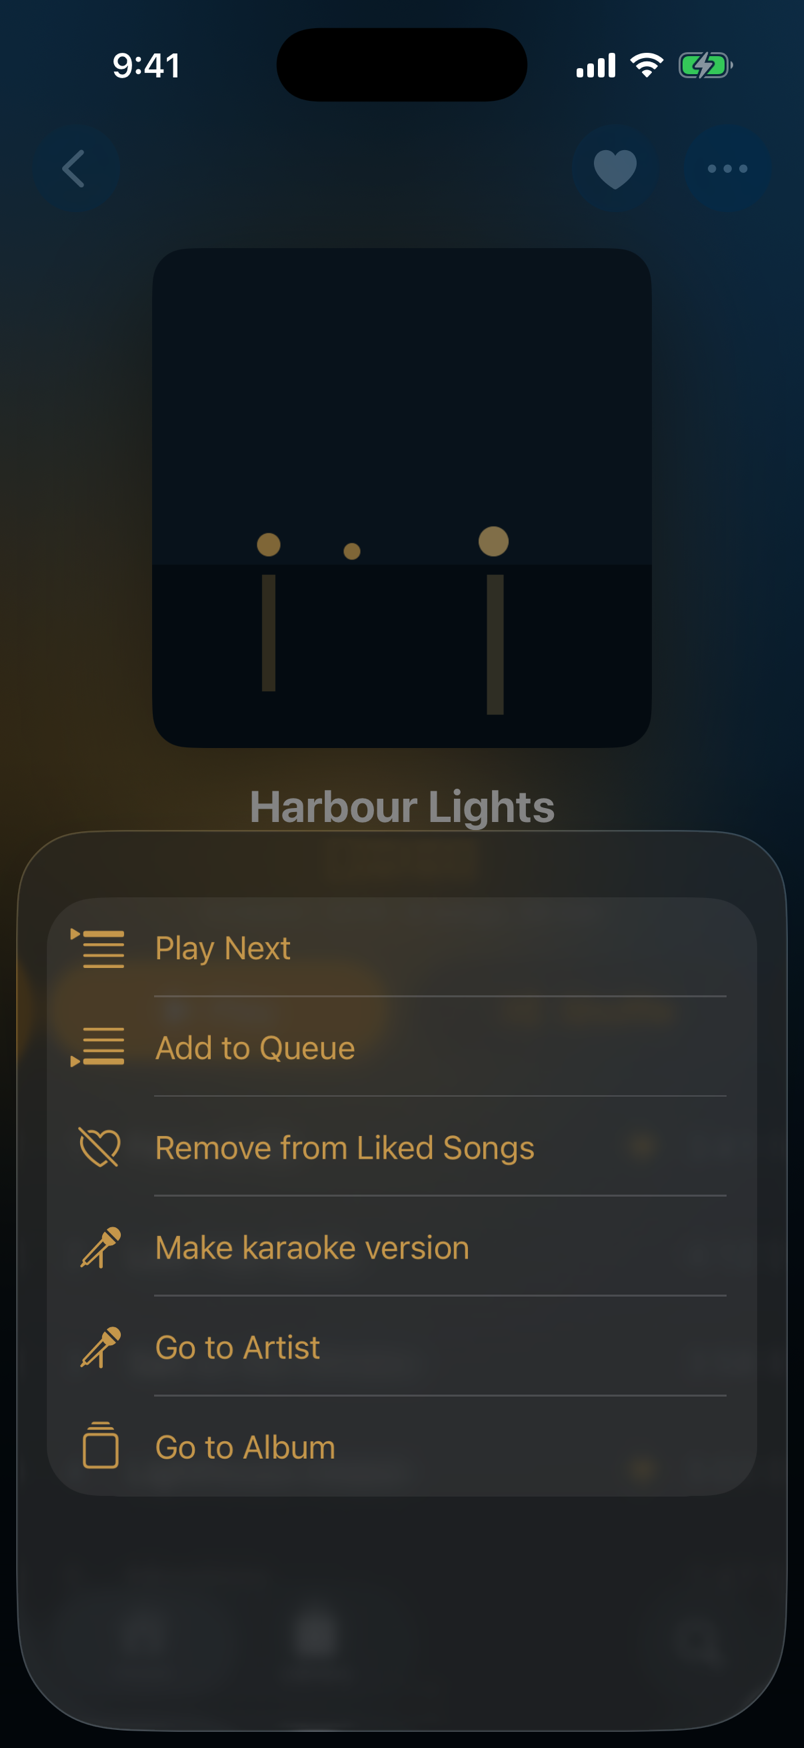 9:41
Harbour Lights
Play Next
Add to Queue
Remove from Liked Songs
Make karaoke version
Go to Artist
Go to Album